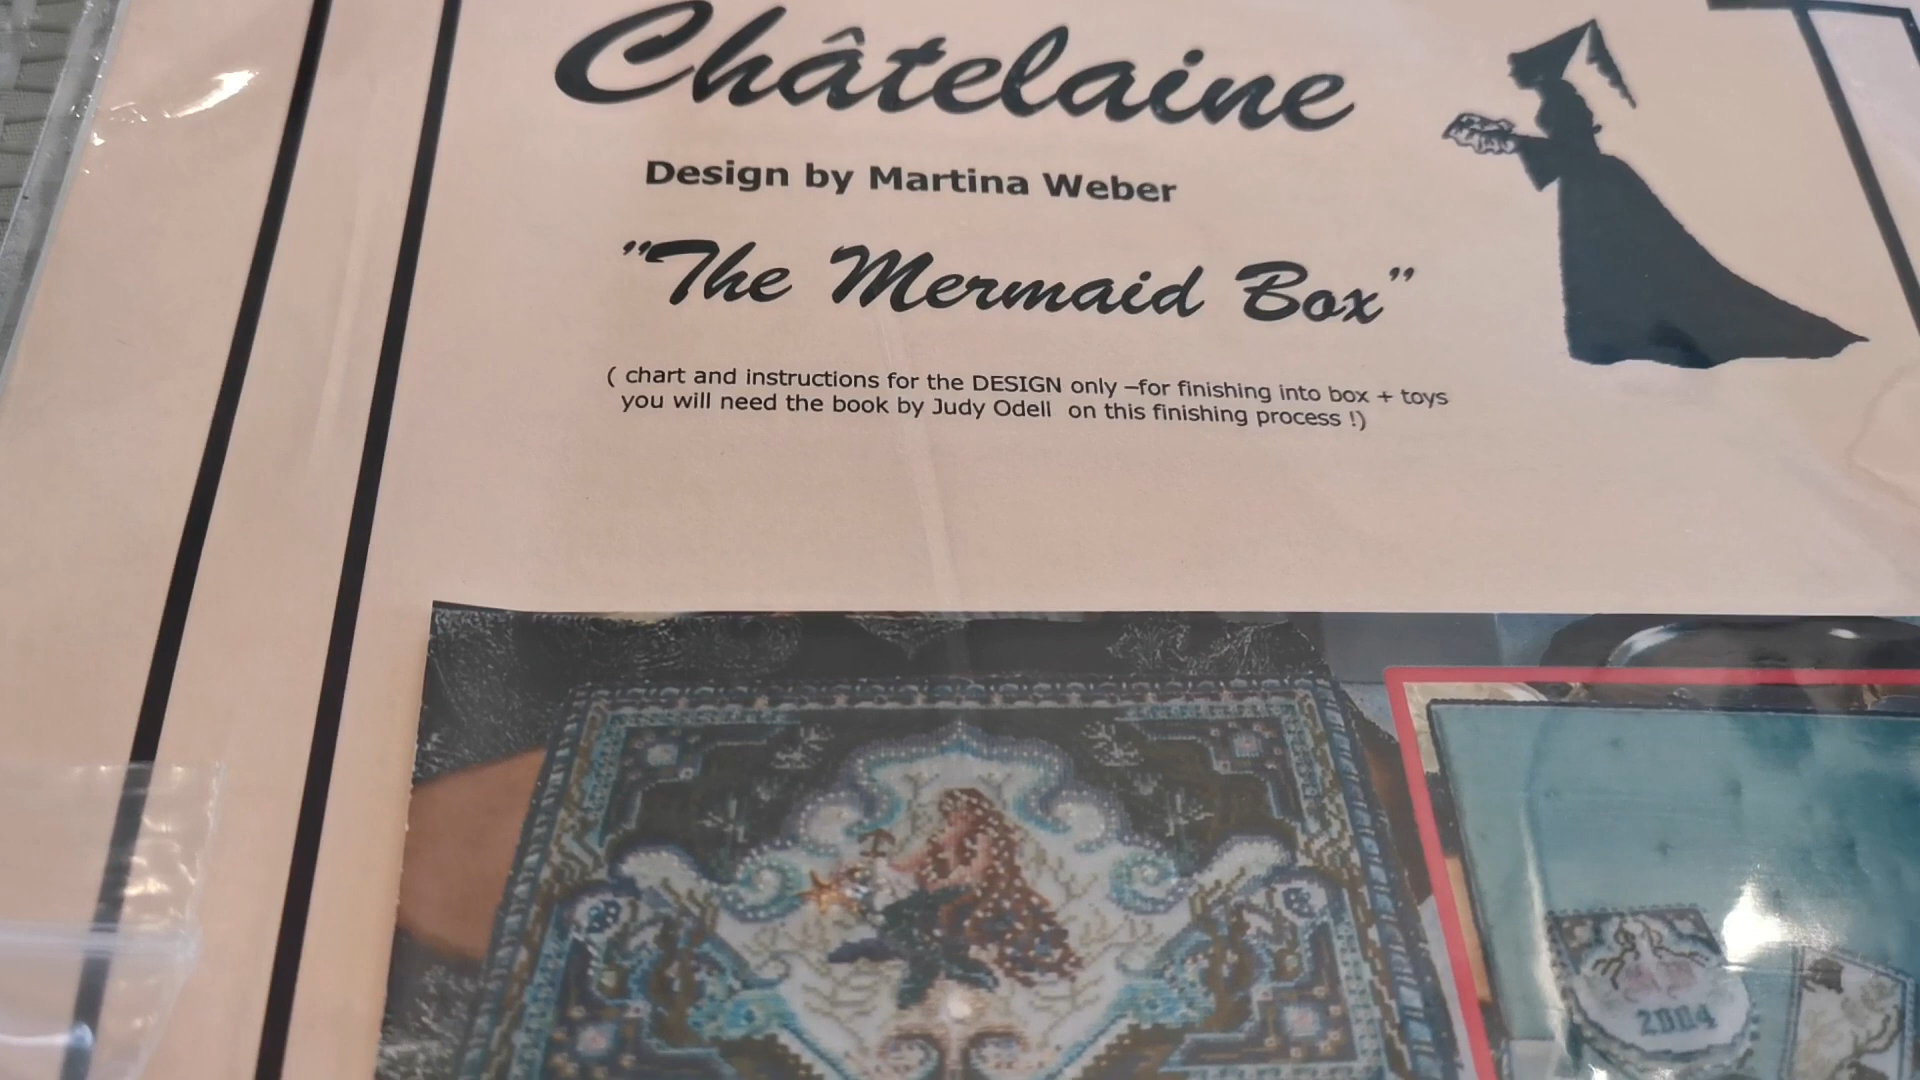 Châtelaine
Design by Martina Weber
"The Mermaid Box"
( chart and instructions for the DESIGN only –for finishing into box + toys
you will need the book by Judy Odell on this finishing process !)
2004